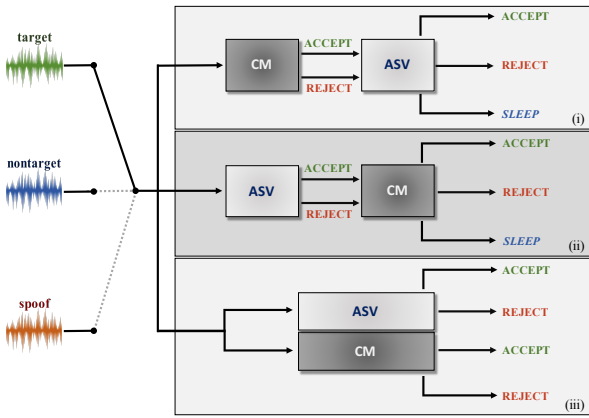 target
nontarget
spoof
CM
ACCEPT
REJECT
ASV
ACCEPT
REJECT
SLEEP
(i)
ASV
ACCEPT
REJECT
CM
ACCEPT
REJECT
SLEEP
(ii)
ASV
CM
ACCEPT
REJECT
ACCEPT
REJECT
(iii)